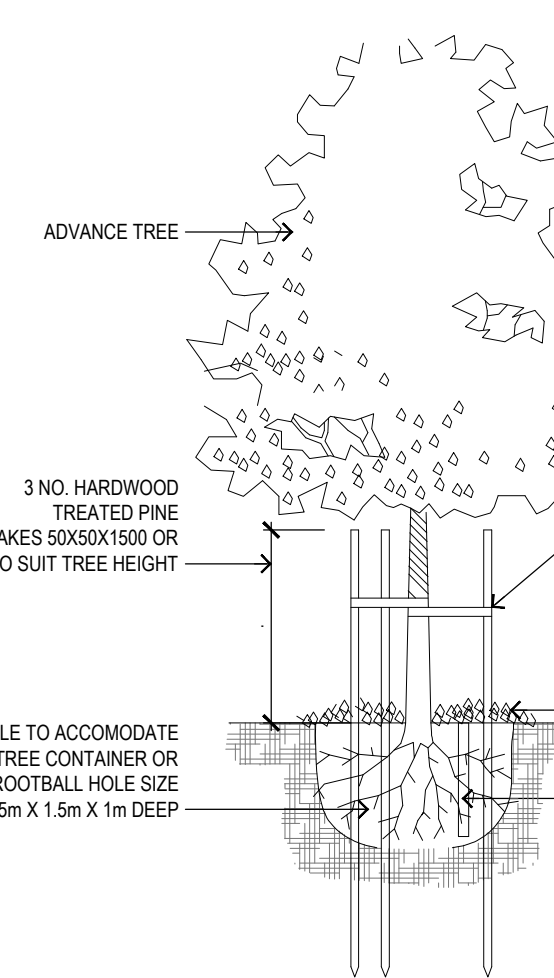 ADVANCE TREE
3 NO. HARDWOOD
TREATED PINE
AKES 50X50X1500 OR
O SUIT TREE HEIGHT
LE TO ACCOMODATE
TREE CONTAINER OR
ROOTBALL HOLE SIZE
5m X 1.5m X 1m DEEP